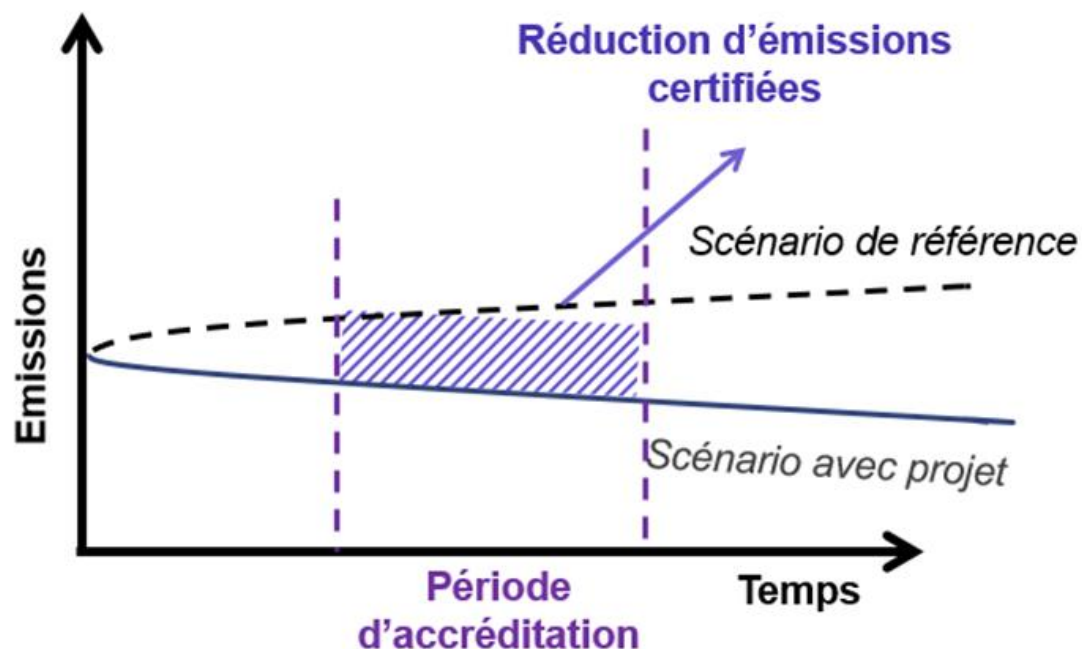 Réduction d'émissions
certifiées
Scénario de référence
Emissions
Scénario avec projet
Période
d'accréditation
Temps